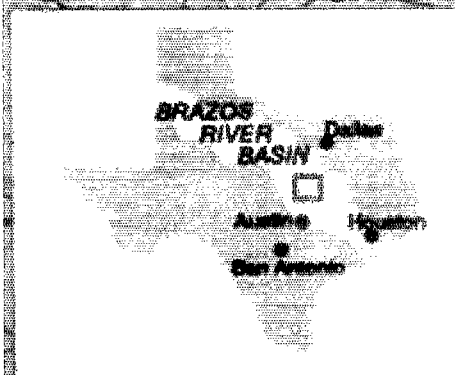 BRAZOS
RIVER
BASIN
Dallas
Austin
Houston
San Antonio